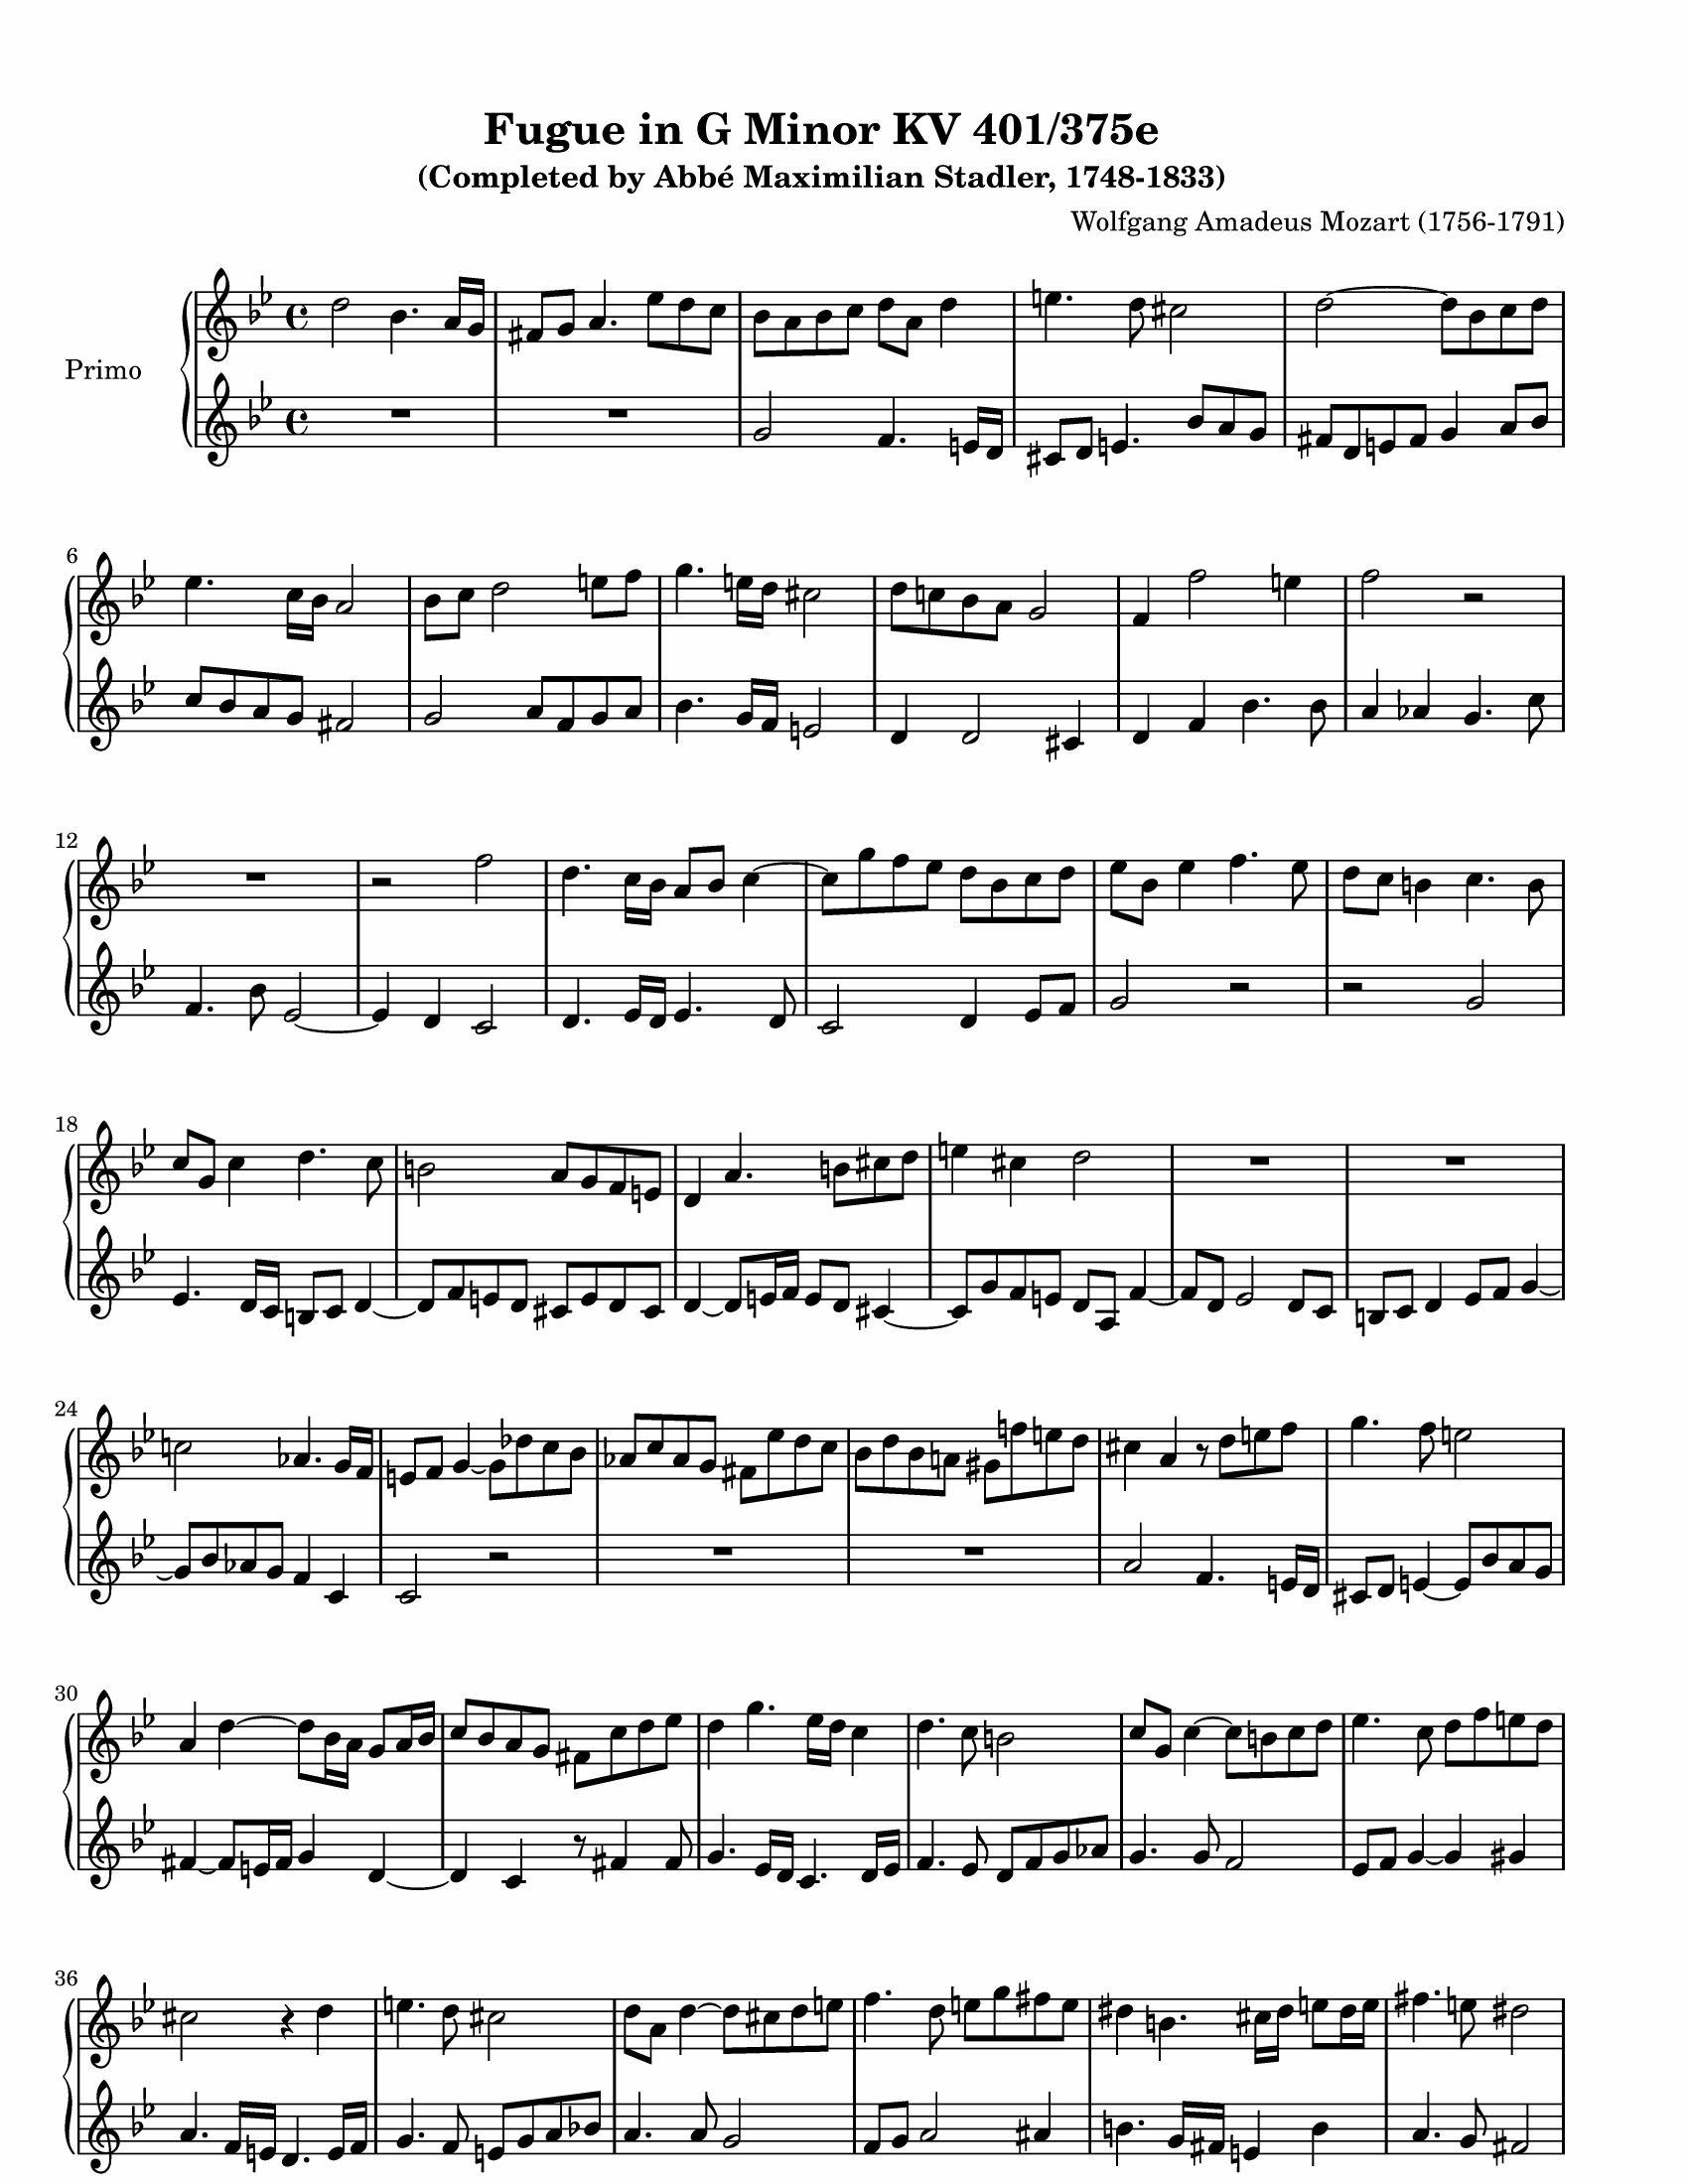 Fugue in G Minor KV 401/375e
(Completed by Abbé Maximilian Stadler, 1748-1833)
Wolfgang Amadeus Mozart (1756-1791)
Primo
6
12
18
24
30
36